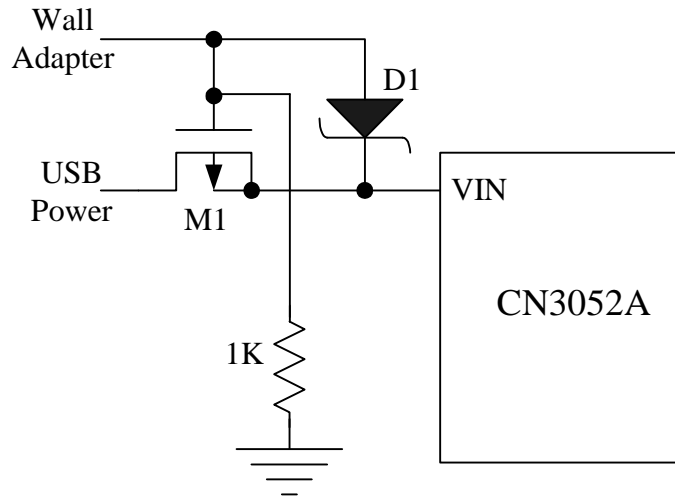 Wall
Adapter
D1
USB
Power
M1
VIN
CN3052A
1K